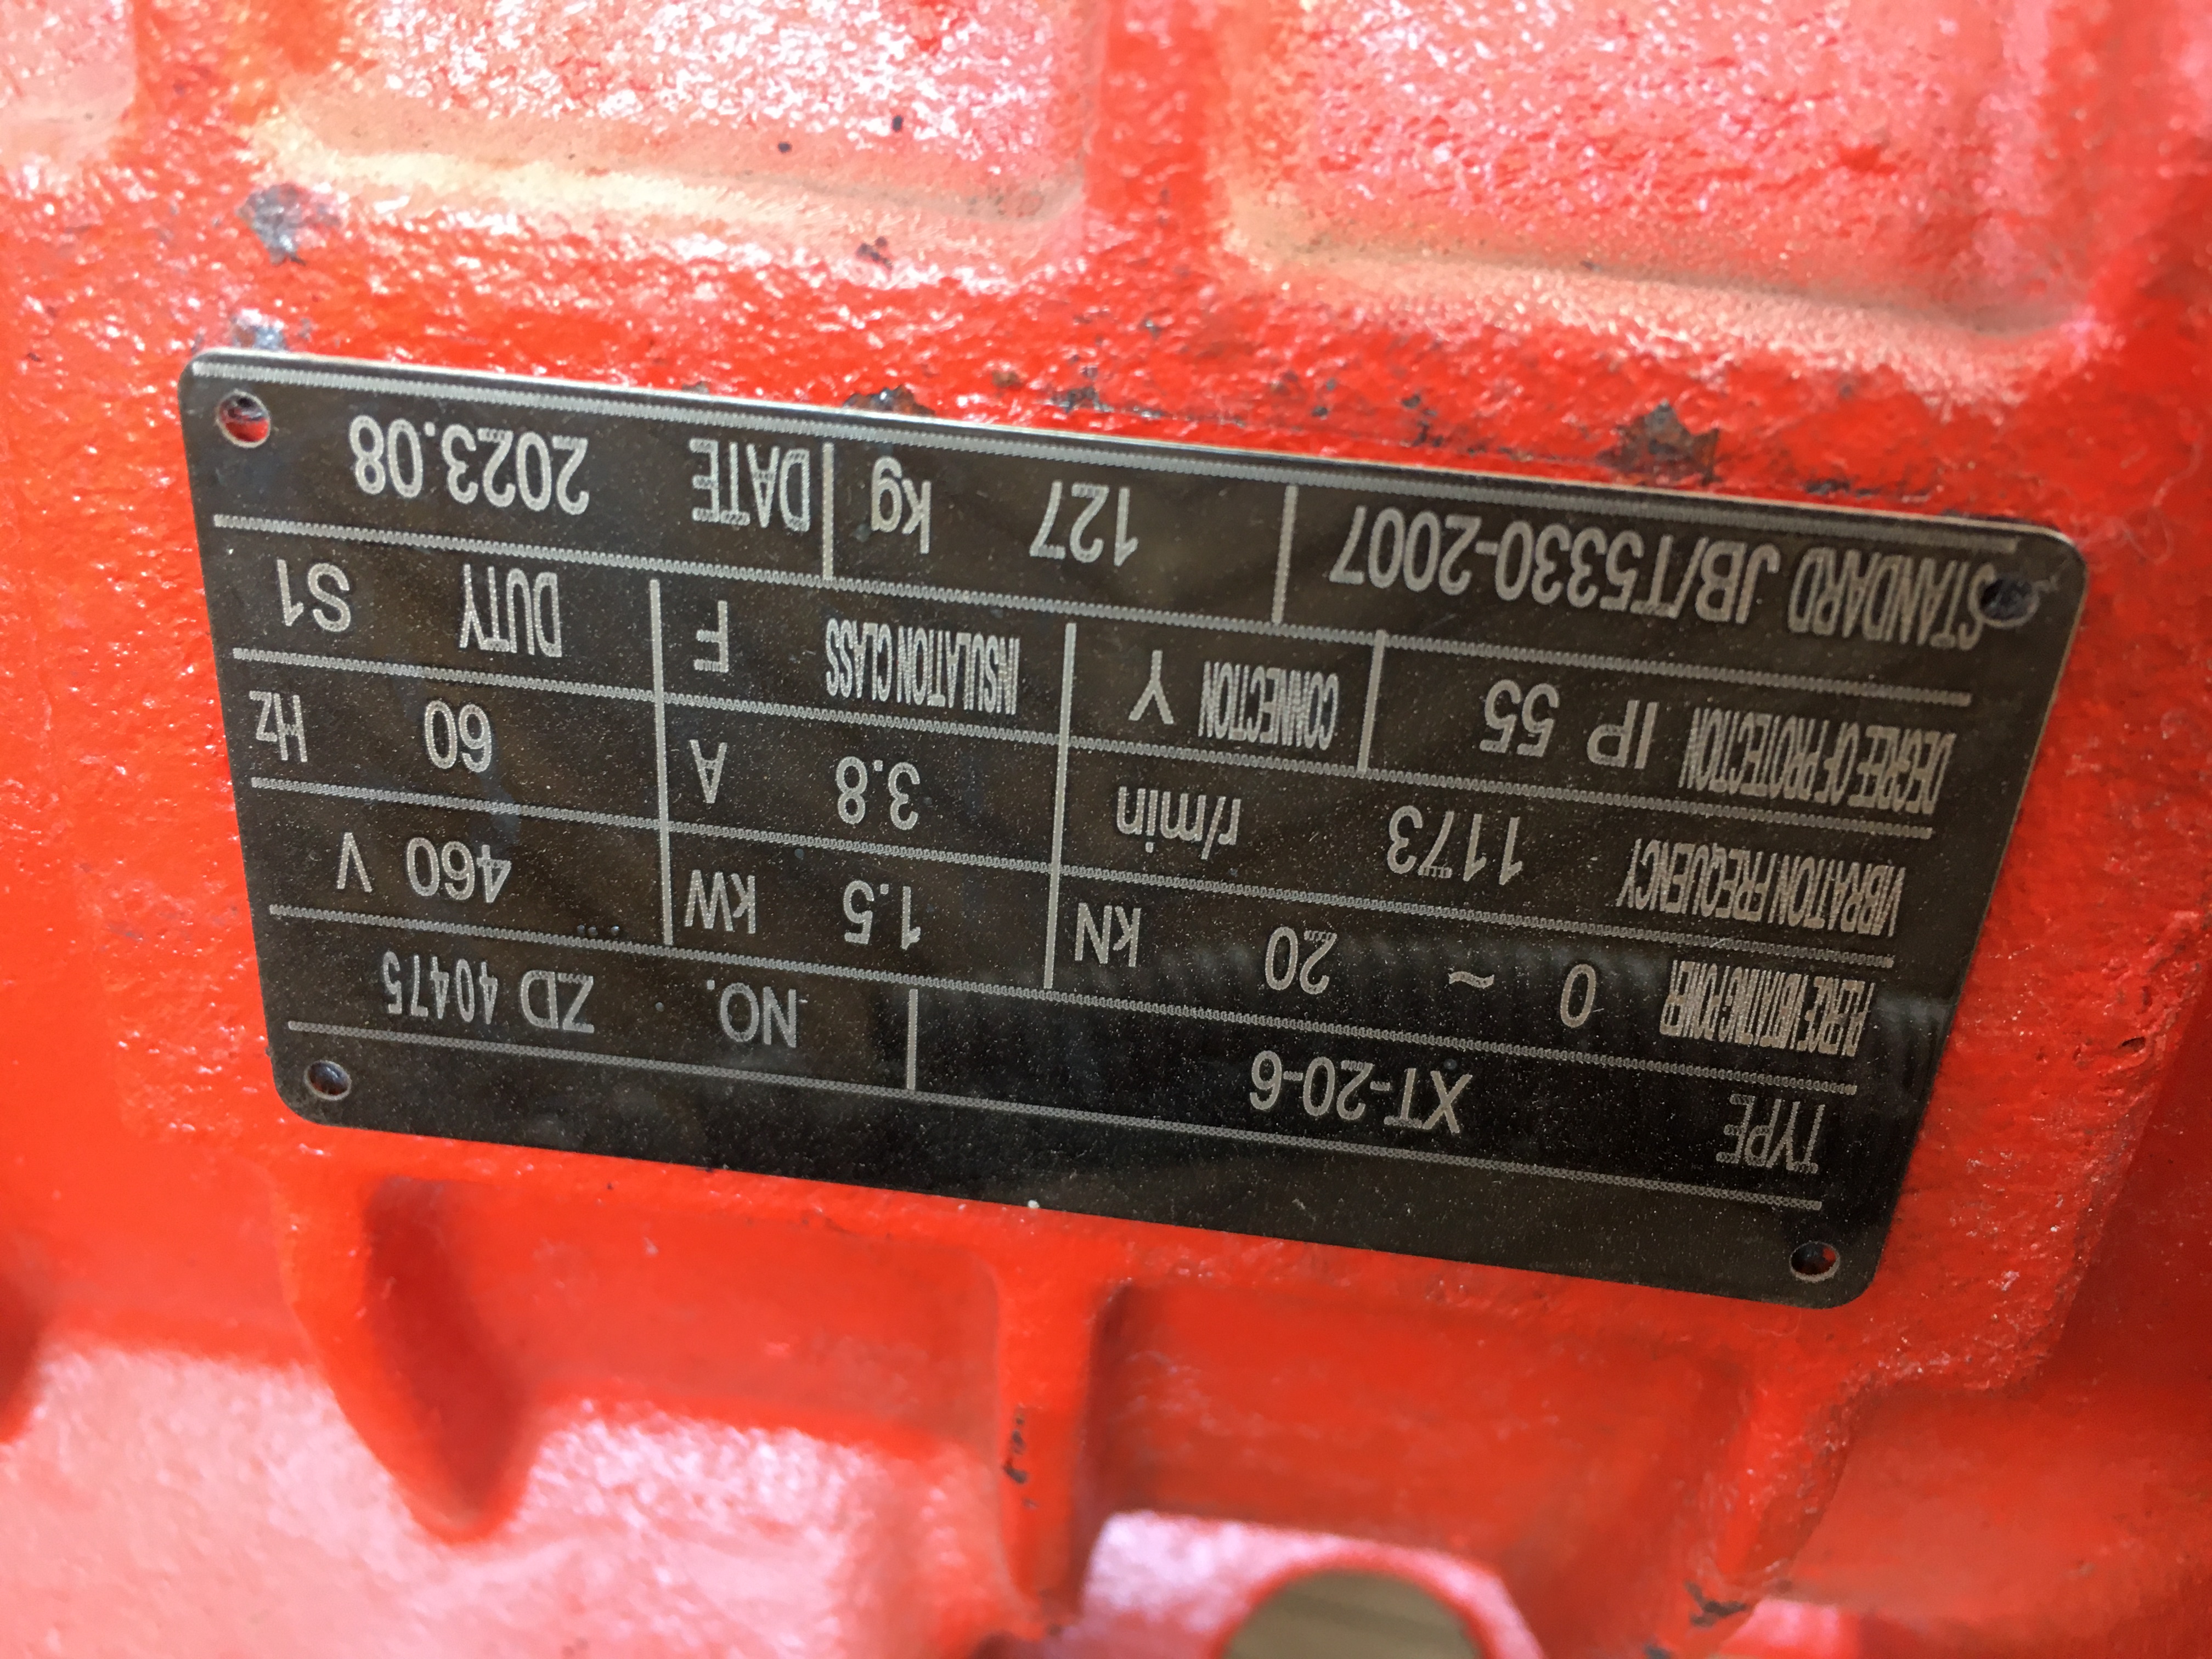 TYPE XT-20-6 NO. ZD 40475
VIBRATING POWER 0 ~ 20 kN 1.5 kW 460 V
VIBRATION FREQUENCY 1173 r/min 3.8 A 60 Hz
DEGREE OF PROTECTION IP 55 CONNECTION Y INSULATION CLASS F DUTY S1
STANDARD JB/T5330-2007 127 kg DATE 2023.08